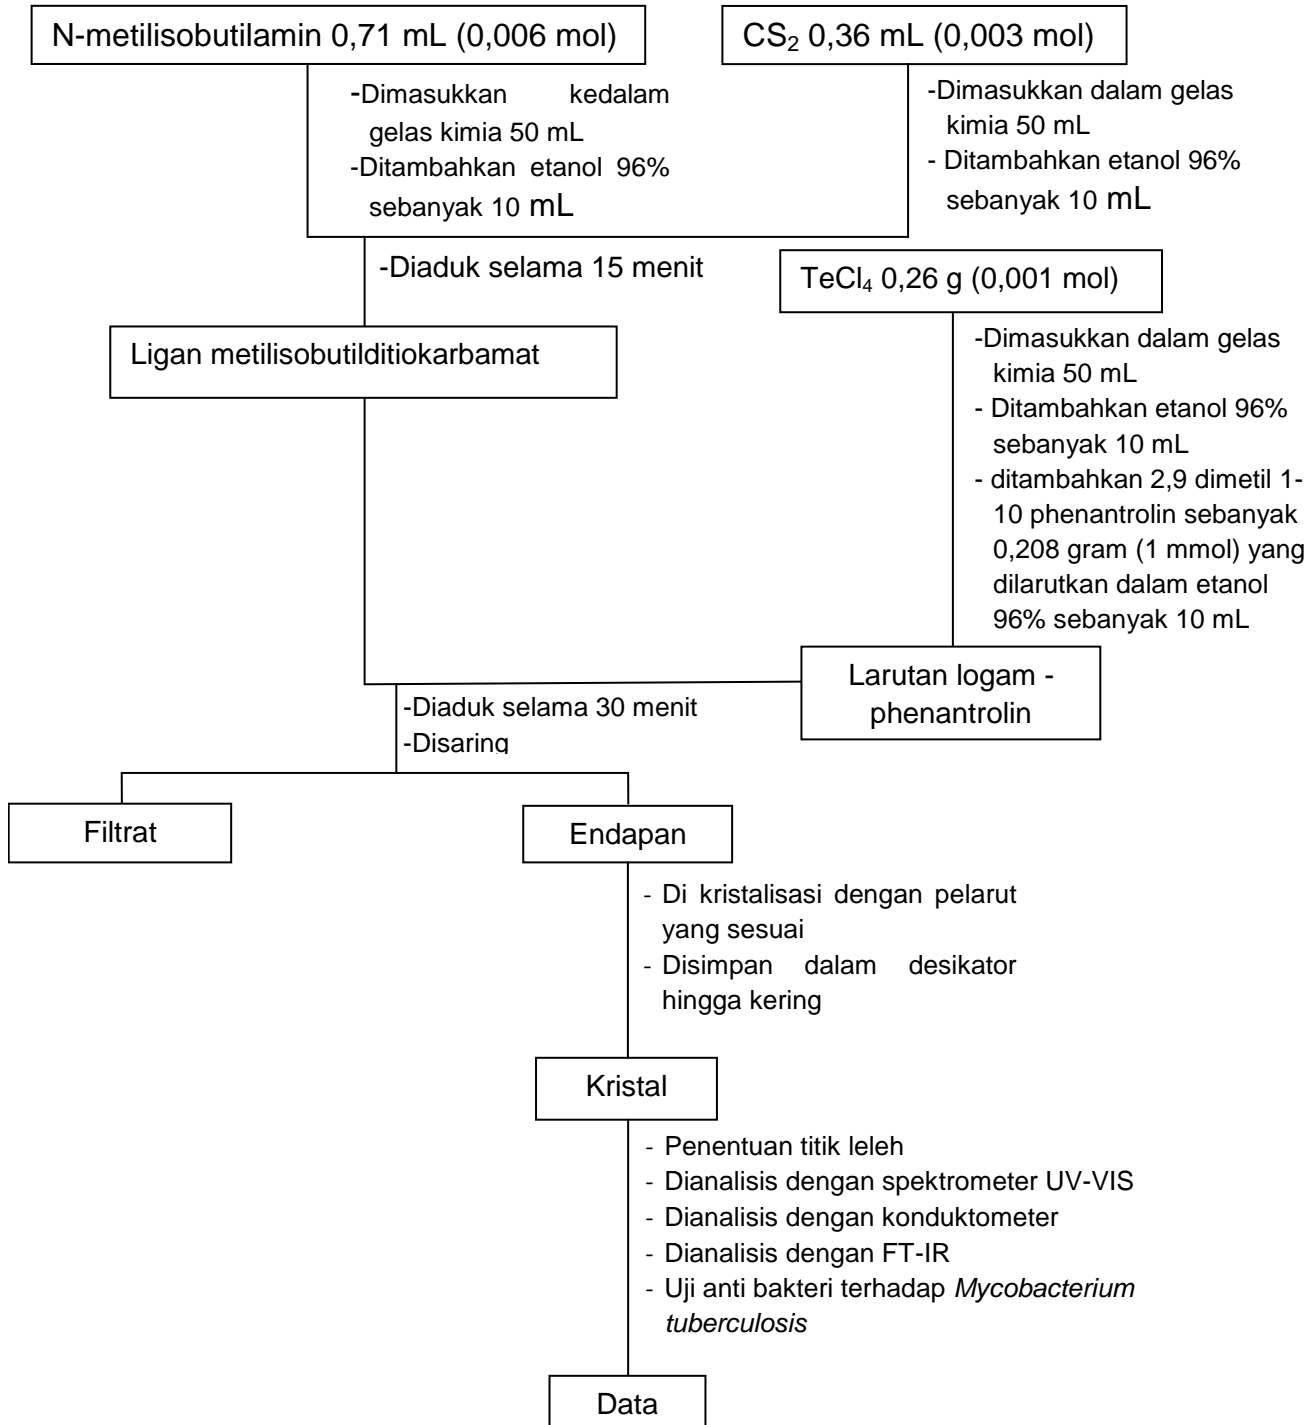 N-metilisobutilamin 0,71 mL (0,006 mol)
CS₂ 0,36 mL (0,003 mol)
-Dimasukkan kedalam
gelas kimia 50 mL
-Ditambahkan etanol 96%
sebanyak 10 mL
-Dimasukkan dalam gelas
kimia 50 mL
- Ditambahkan etanol 96%
sebanyak 10 mL
-Diaduk selama 15 menit
TeCl₄ 0,26 g (0,001 mol)
Ligan metilisobutilditiokarbamat
-Dimasukkan dalam gelas
kimia 50 mL
- Ditambahkan etanol 96%
sebanyak 10 mL
- ditambahkan 2,9 dimetil 1-
10 phenantrolin sebanyak
0,208 gram (1 mmol) yang
dilarutkan dalam etanol
96% sebanyak 10 mL
Larutan logam -
phenantrolin
-Diaduk selama 30 menit
-Disaring
Filtrat
Endapan
- Di kristalisasi dengan pelarut
yang sesuai
- Disimpan dalam desikator
hingga kering
Kristal
- Penentuan titik leleh
- Dianalisis dengan spektrometer UV-VIS
- Dianalisis dengan konduktometer
- Dianalisis dengan FT-IR
- Uji anti bakteri terhadap Mycobacterium
tuberculosis
Data